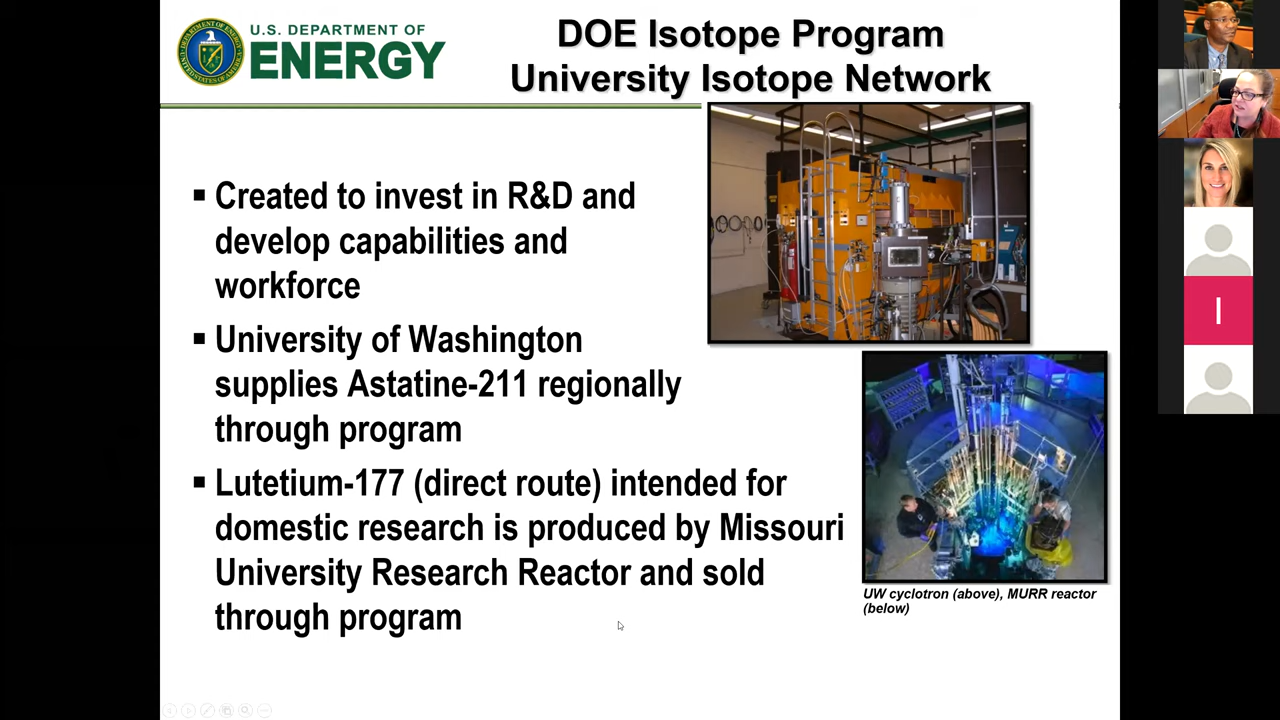 U.S. DEPARTMENT OF
ENERGY
DOE Isotope Program
University Isotope Network
▪ Created to invest in R&D and
develop capabilities and
workforce
▪ University of Washington
supplies Astatine-211 regionally
through program
▪ Lutetium-177 (direct route) intended for
domestic research is produced by Missouri
University Research Reactor and sold
through program
UW cyclotron (above), MURR reactor
(below)
I